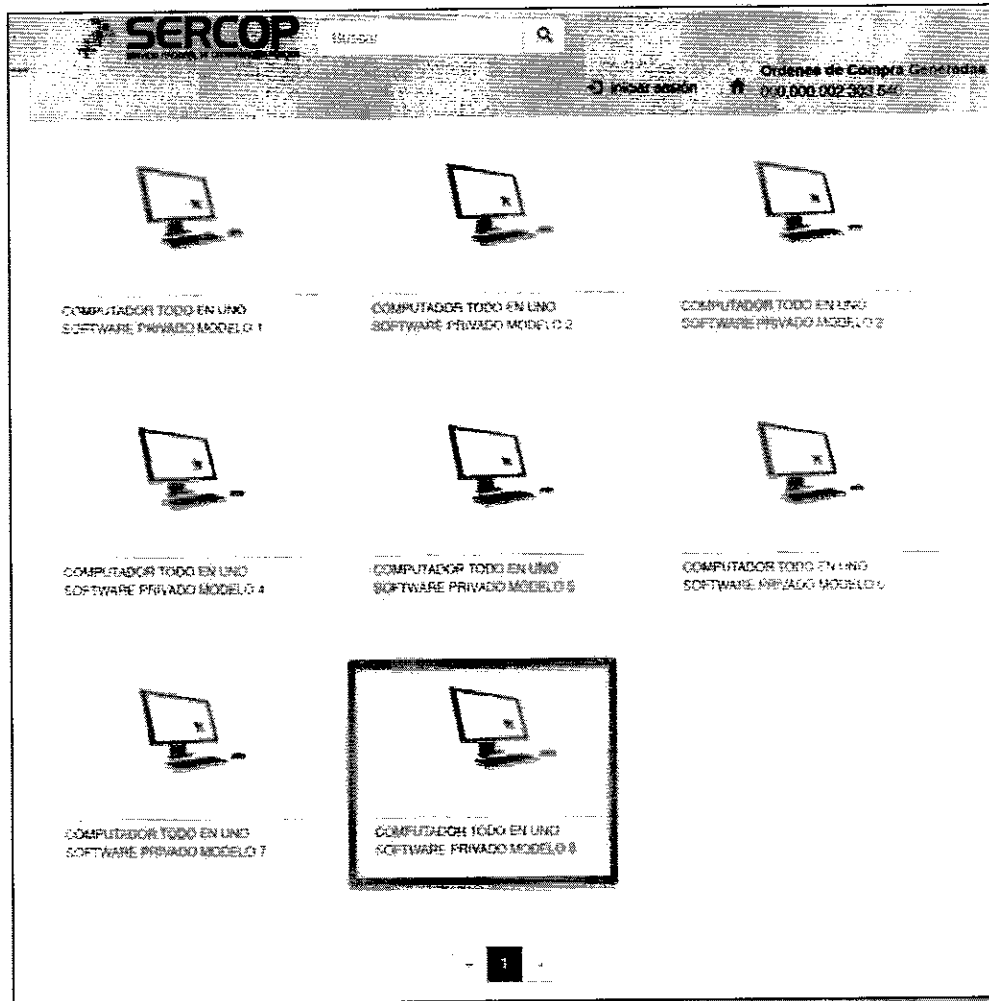 SERCOP
Buscar
Ordenes de Compra Generadas
Iniciar sesión
000,000,002,303,640
COMPUTADOR TODO EN UNO
SOFTWARE PRIVADO MODELO 1
COMPUTADOR TODO EN UNO
SOFTWARE PRIVADO MODELO 2
COMPUTADOR TODO EN UNO
SOFTWARE PRIVADO MODELO
COMPUTADOR TODO EN UNO
SOFTWARE PRIVADO MODELO 4
COMPUTADOR TODO EN UNO
SOFTWARE PRIVADO MODELO 5
COMPUTADOR TODO EN UNO
SOFTWARE PRIVADO MODELO
COMPUTADOR TODO EN UNO
SOFTWARE PRIVADO MODELO 7
COMPUTADOR TODO EN UNO
SOFTWARE PRIVADO MODELO 8
1